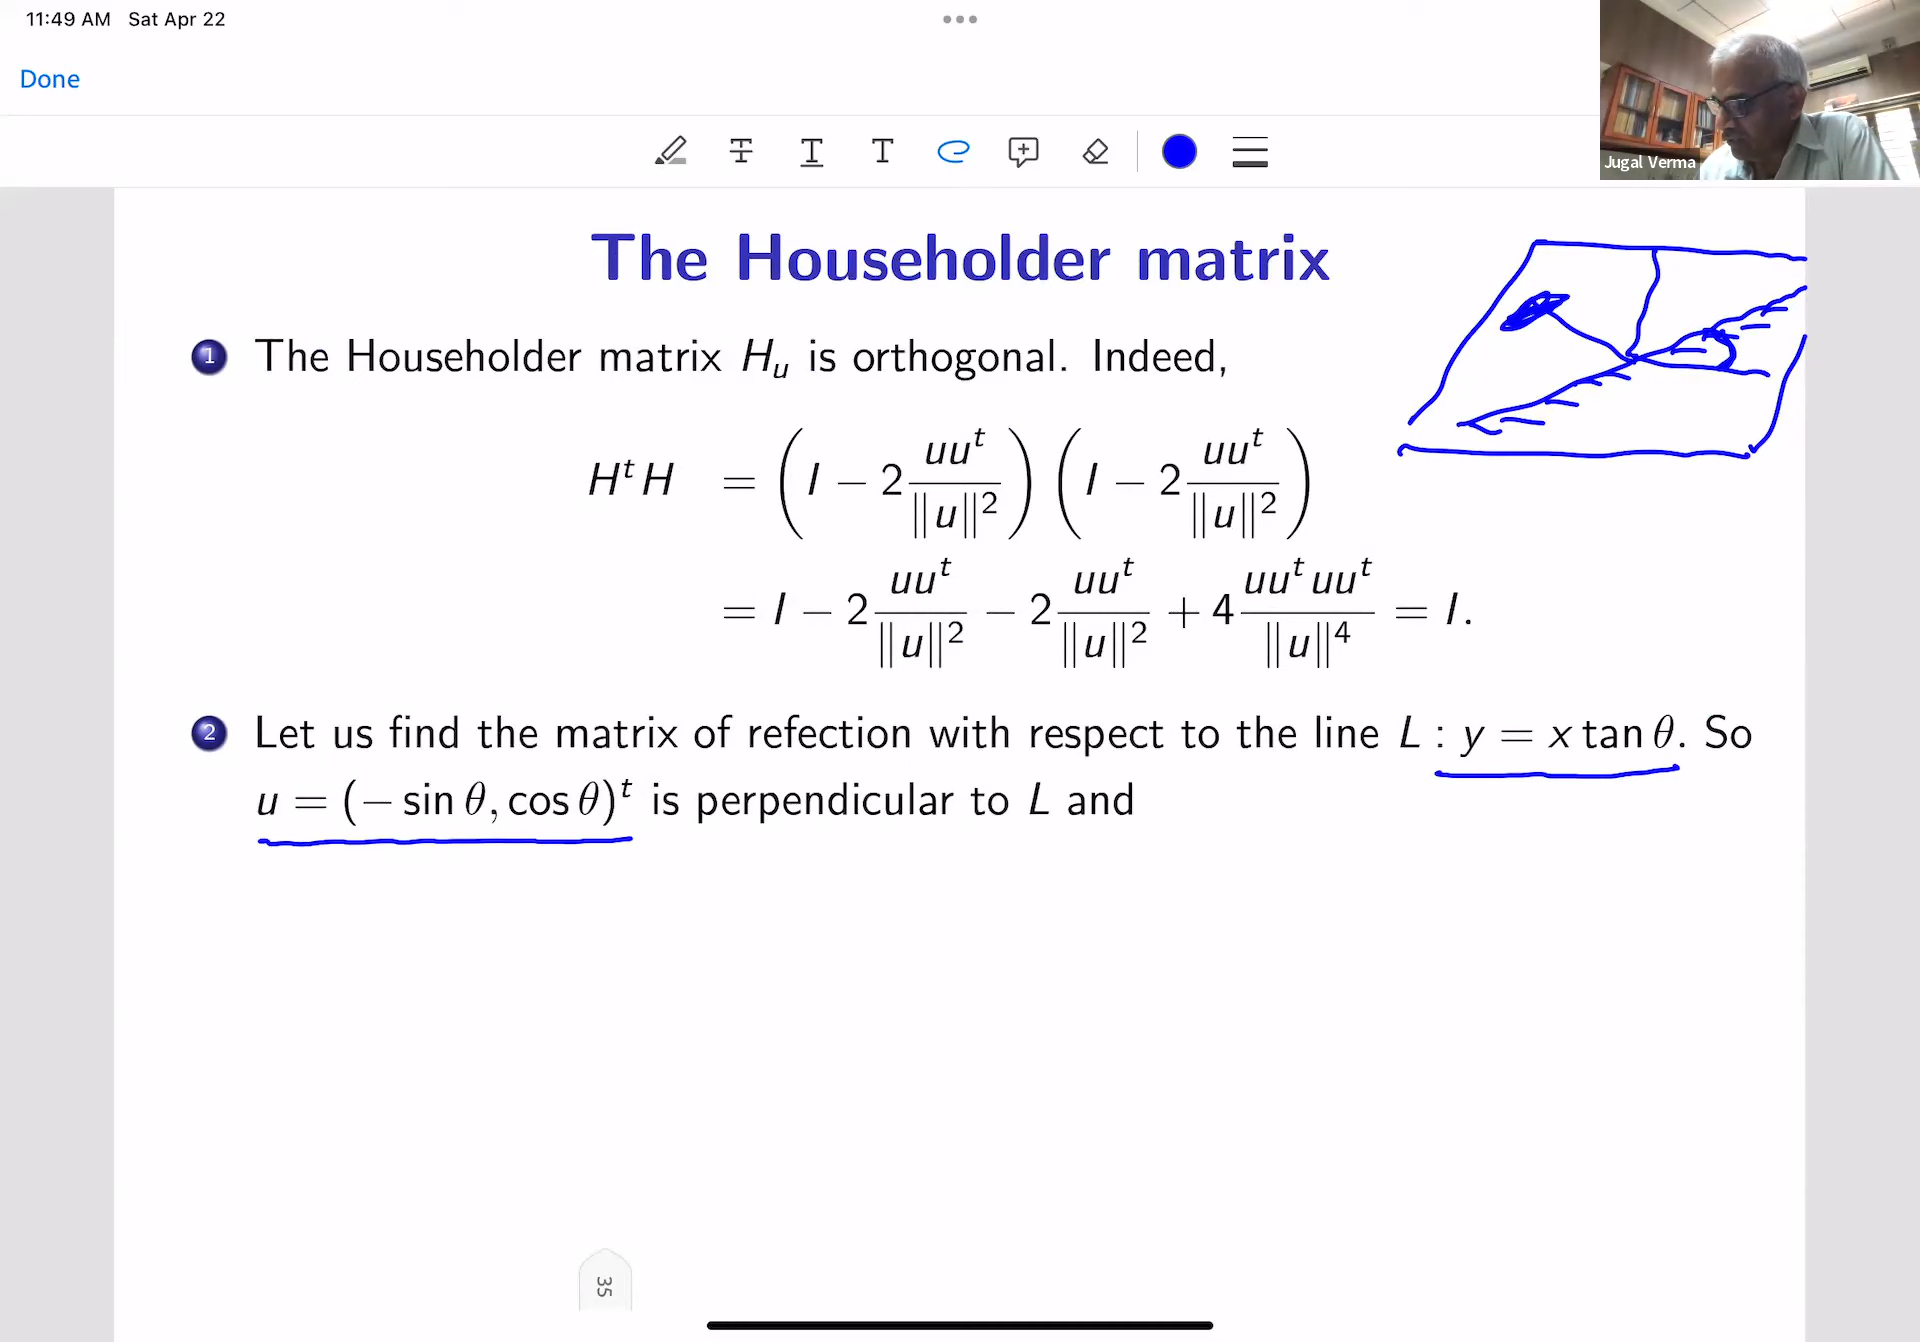 11:49 AM Sat Apr 22
Done
Jugal Verma
The Householder matrix
1 The Householder matrix H_u is orthogonal. Indeed,
H^t H = (I − 2 uu^t/‖u‖^2) (I − 2 uu^t/‖u‖^2)
= I − 2 uu^t/‖u‖^2 − 2 uu^t/‖u‖^2 + 4 uu^t uu^t/‖u‖^4 = I.
2 Let us find the matrix of refection with respect to the line L : y = x tan θ. So
u = (− sin θ, cos θ)^t is perpendicular to L and
35